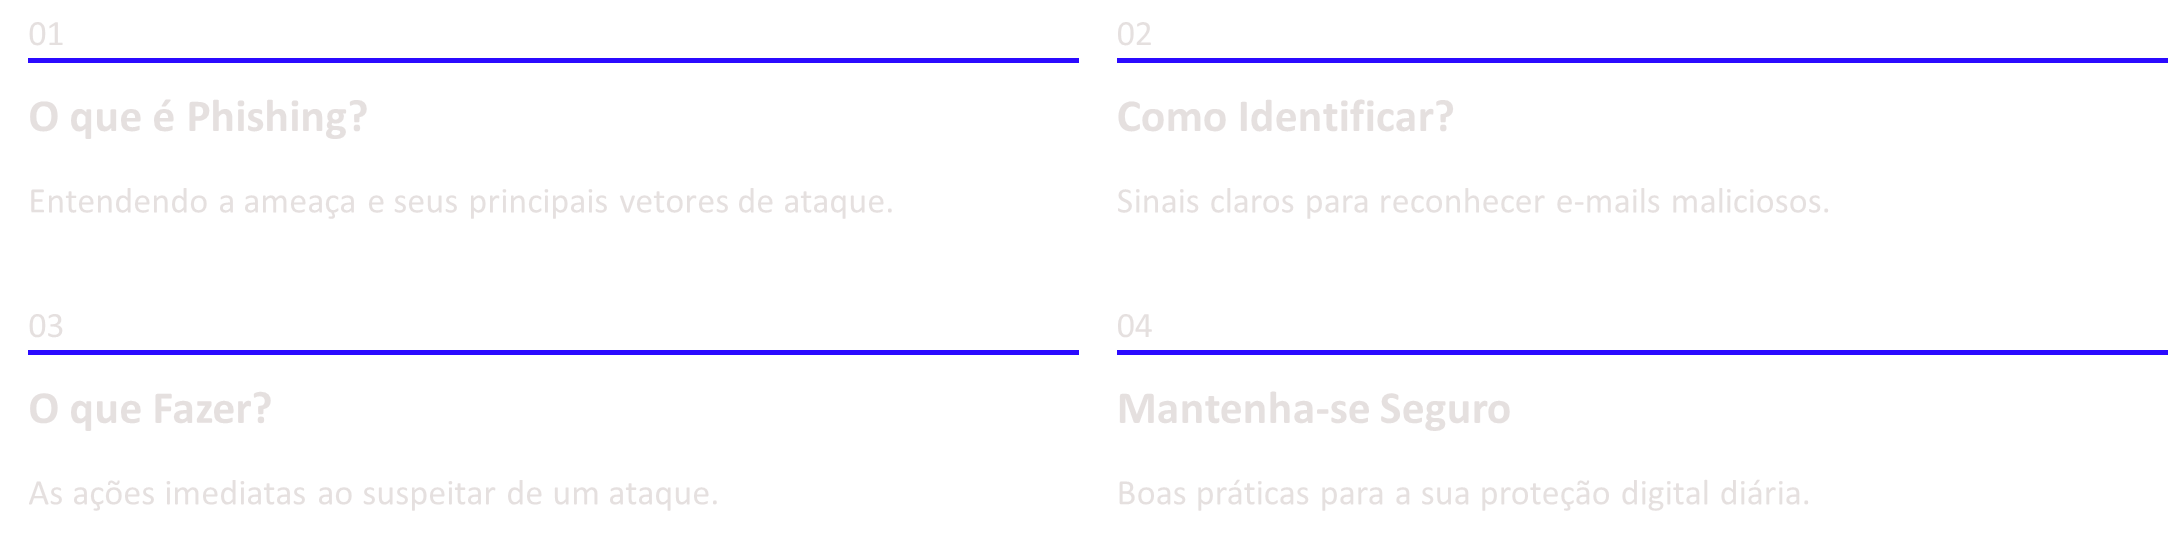 01
O que é Phishing?
Entendendo a ameaça e seus principais vetores de ataque.
02
Como Identificar?
Sinais claros para reconhecer e-mails maliciosos.
03
O que Fazer?
As ações imediatas ao suspeitar de um ataque.
04
Mantenha-se Seguro
Boas práticas para a sua proteção digital diária.